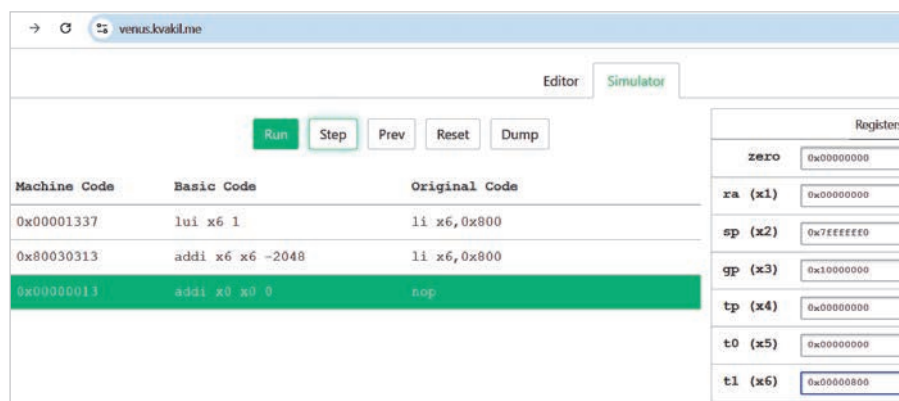 venus.kvakil.me
Editor Simulator
Run Step Prev Reset Dump
Registers
Machine Code Basic Code Original Code
0x00001337 lui x6 1 li x6,0x800
0x80030313 addi x6 x6 -2048 li x6,0x800
0x00000013 addi x0 x0 0 nop
zero 0x00000000
ra (x1) 0x00000000
sp (x2) 0x7ffffff0
gp (x3) 0x10000000
tp (x4) 0x00000000
t0 (x5) 0x00000000
t1 (x6) 0x00000800